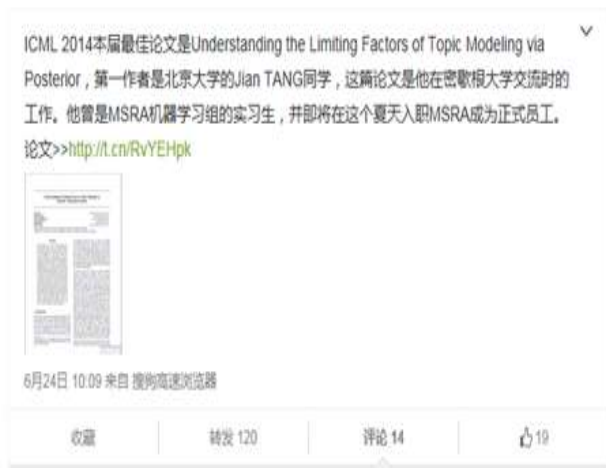 ICML 2014本届最佳论文是Understanding the Limiting Factors of Topic Modeling via
Posterior，第一作者是北京大学的Jian TANG同学，这篇论文是他在密歇根大学交流时的
工作。他曾是MSRA机器学习组的实习生，并即将在这个夏天入职MSRA成为正式员工。
论文>>http://t.cn/RvYEHpk
6月24日 10:09 来自 搜狗高速浏览器
收藏 转发 120 评论 14 19